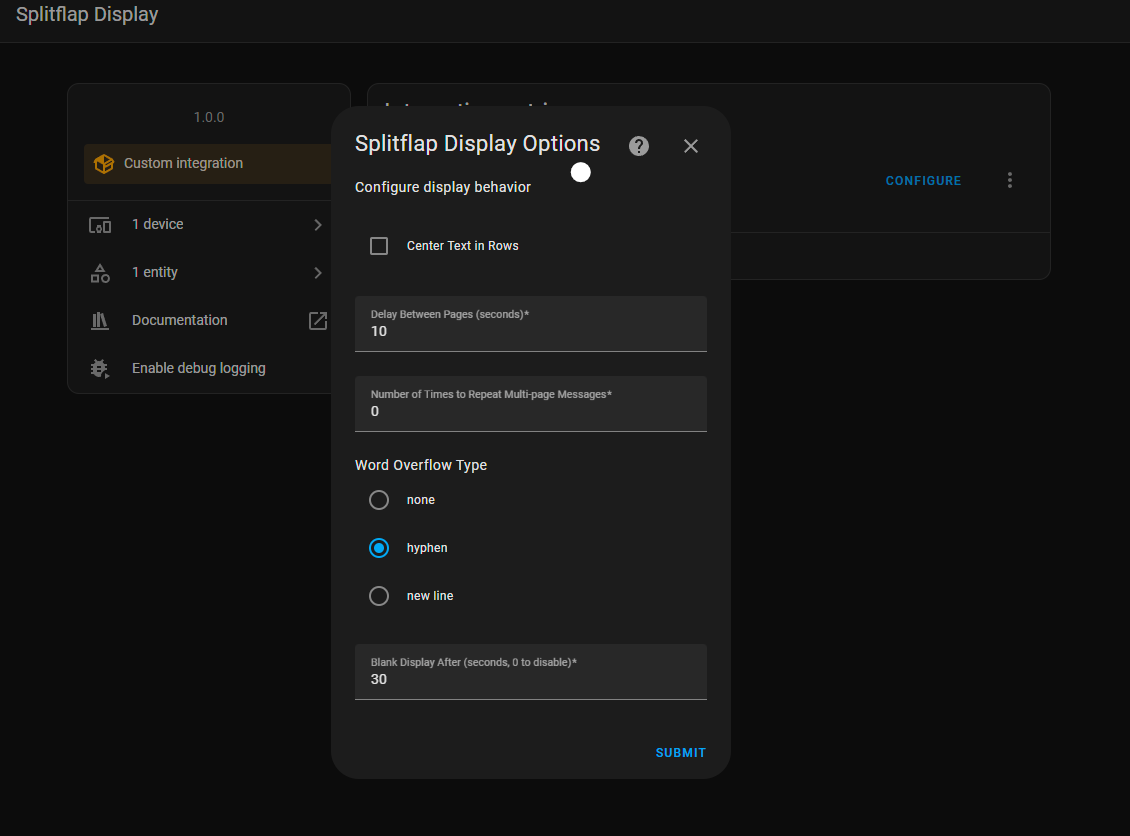 Splitflap Display
1.0.0
Custom integration
1 device
1 entity
Documentation
Enable debug logging
CONFIGURE
Splitflap Display Options
Configure display behavior
Center Text in Rows
Delay Between Pages (seconds)*
10
Number of Times to Repeat Multi-page Messages*
0
Word Overflow Type
none
hyphen
new line
Blank Display After (seconds, 0 to disable)*
30
SUBMIT